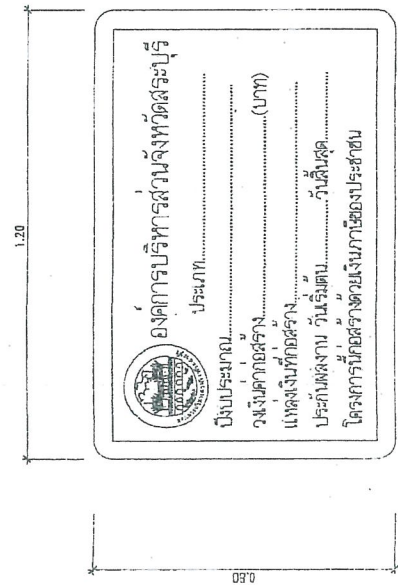 1.20
องค์การบริหารส่วนจังหวัดสระบุรี
ประเภท
ปีงบประมาณ
วงเงินค่าก่อสร้าง (บาท)
แหล่งเงินที่ก่อสร้าง
ประกันผลงาน วันเริ่มต้น วันสิ้นสุด
โครงการนี้ก่อสร้างด้วยเงินภาษีของประชาชน
0.60